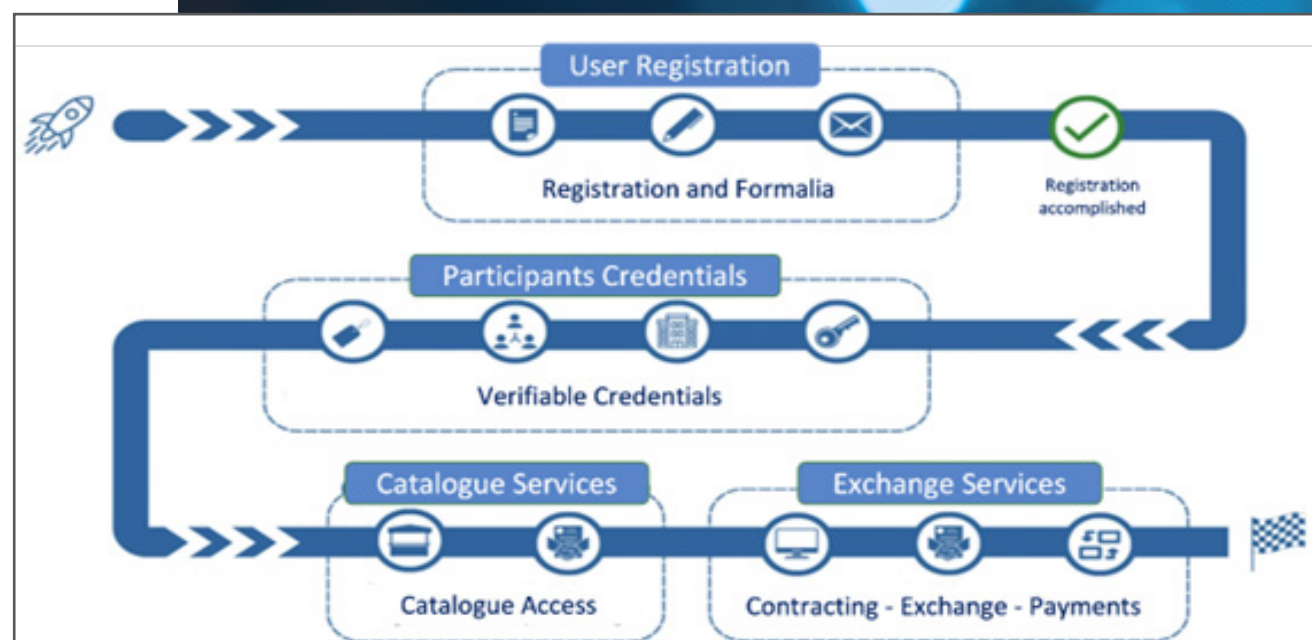 User Registration
Registration and Formalia
Registration
accomplished
Participants Credentials
Verifiable Credentials
Catalogue Services
Exchange Services
Catalogue Access
Contracting - Exchange - Payments